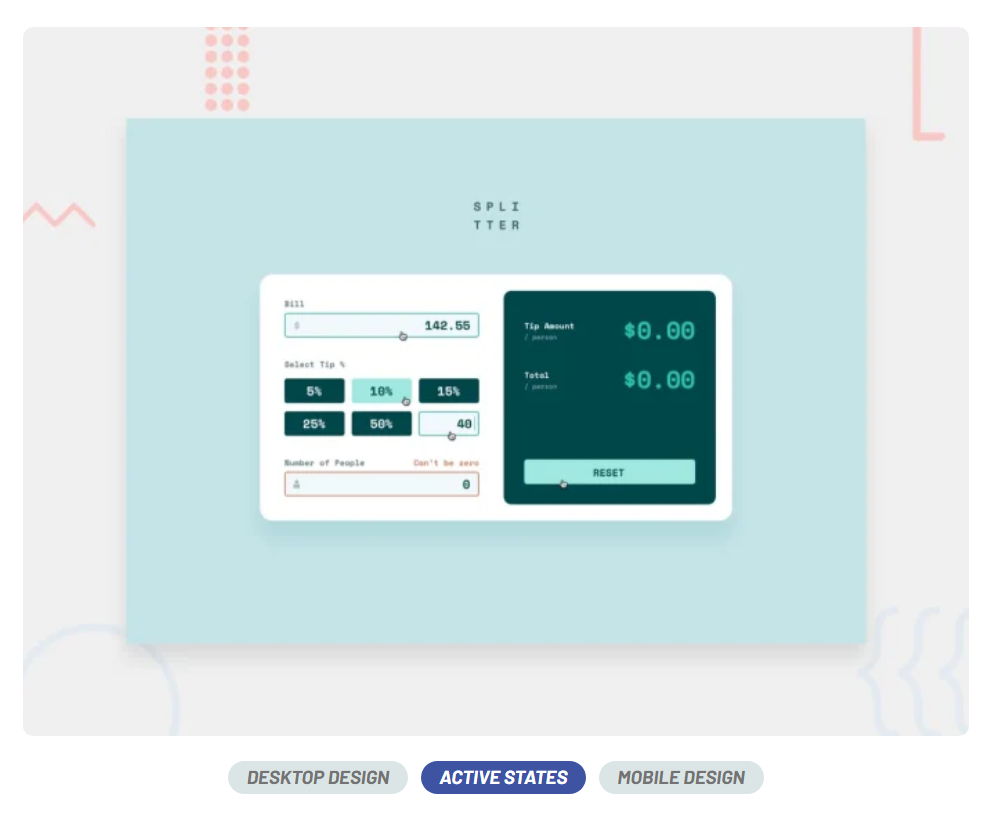 SPLI
TTER
Bill
$ 142.55
Select Tip %
5% 10% 15%
25% 50% 40
Number of People Can't be zero
0
Tip Amount $0.00
/ person
Total $0.00
/ person
RESET
DESKTOP DESIGN ACTIVE STATES MOBILE DESIGN